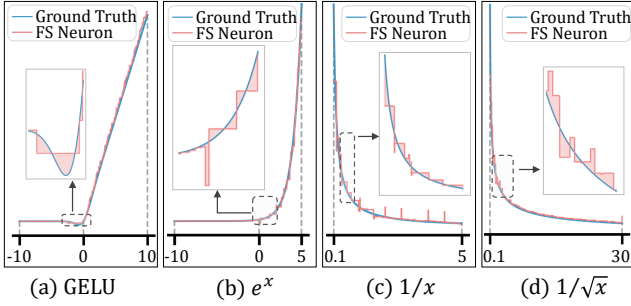 Ground Truth
FS Neuron
-10 0 10
(a) GELU
Ground Truth
FS Neuron
-10 0 5
(b) e^x
Ground Truth
FS Neuron
0.1 5
(c) 1/x
Ground Truth
FS Neuron
0.1 30
(d) 1/√x